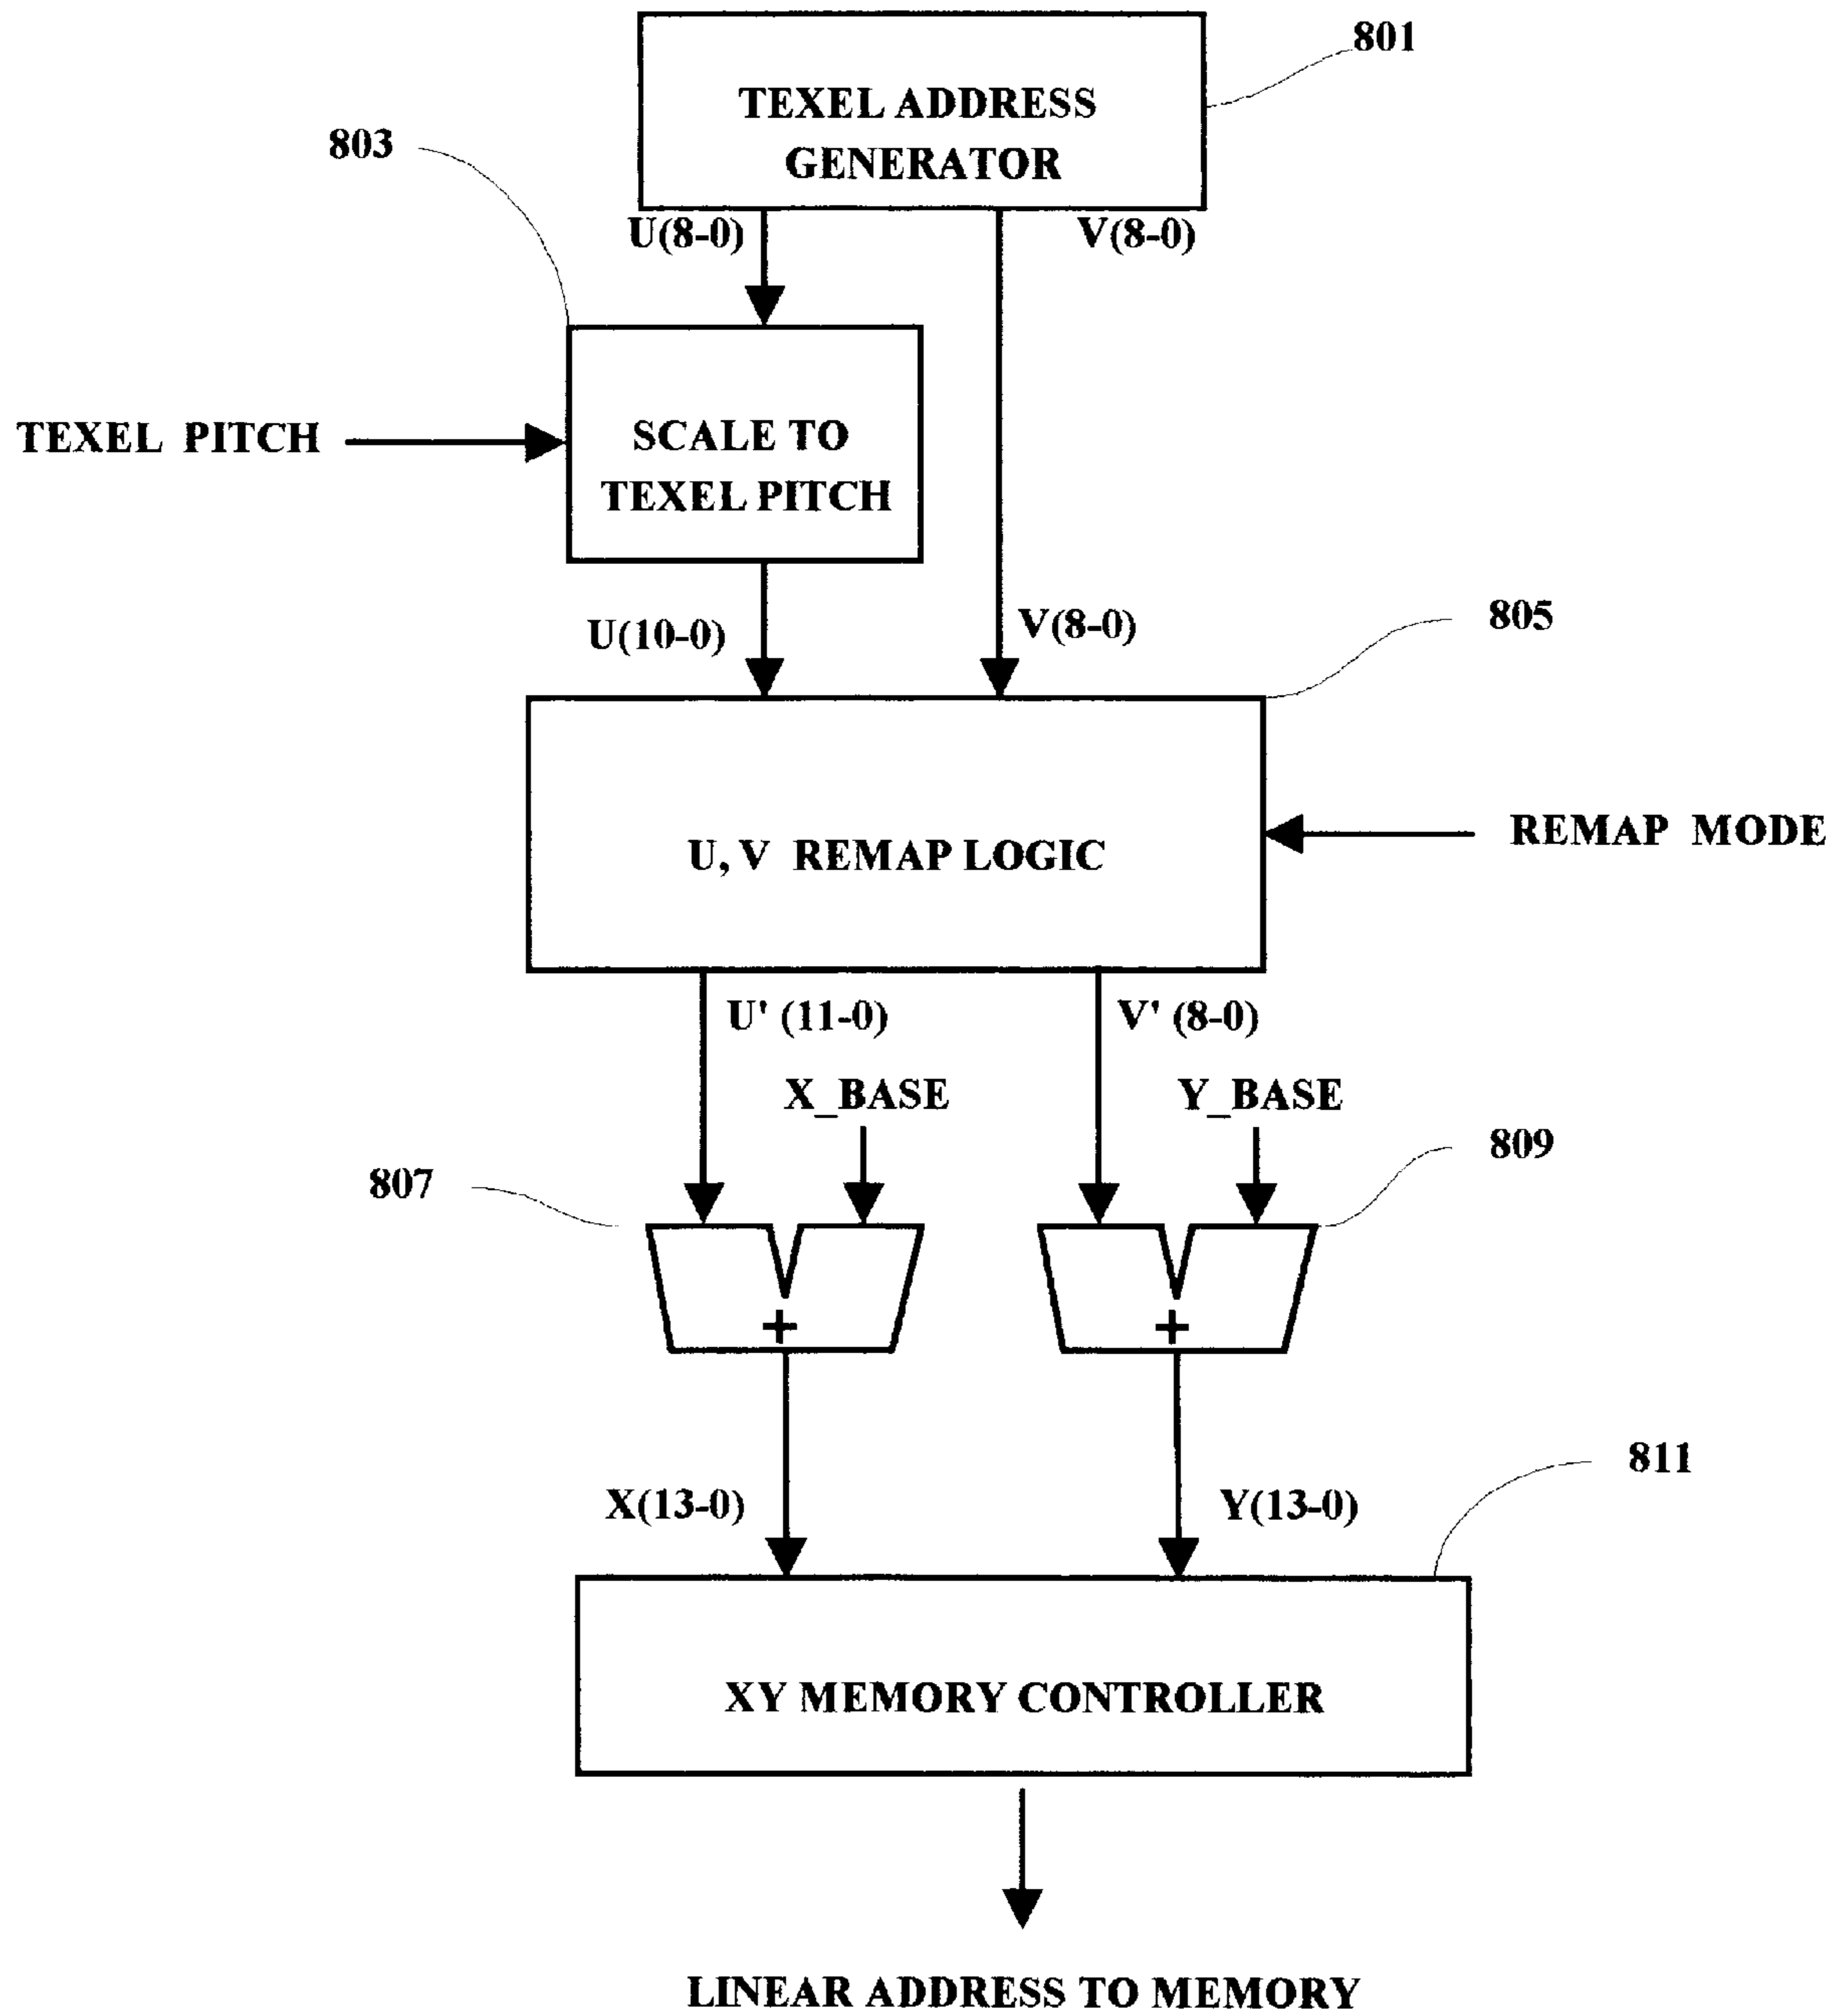 801
TEXEL ADDRESS
GENERATOR
803
U(8-0)
V(8-0)
TEXEL PITCH
SCALE TO
TEXEL PITCH
U(10-0)
V(8-0)
805
U, V REMAP LOGIC
REMAP MODE
U' (11-0)
V' (8-0)
X_BASE
Y_BASE
807
809
+
+
X(13-0)
Y(13-0)
811
XY MEMORY CONTROLLER
LINEAR ADDRESS TO MEMORY